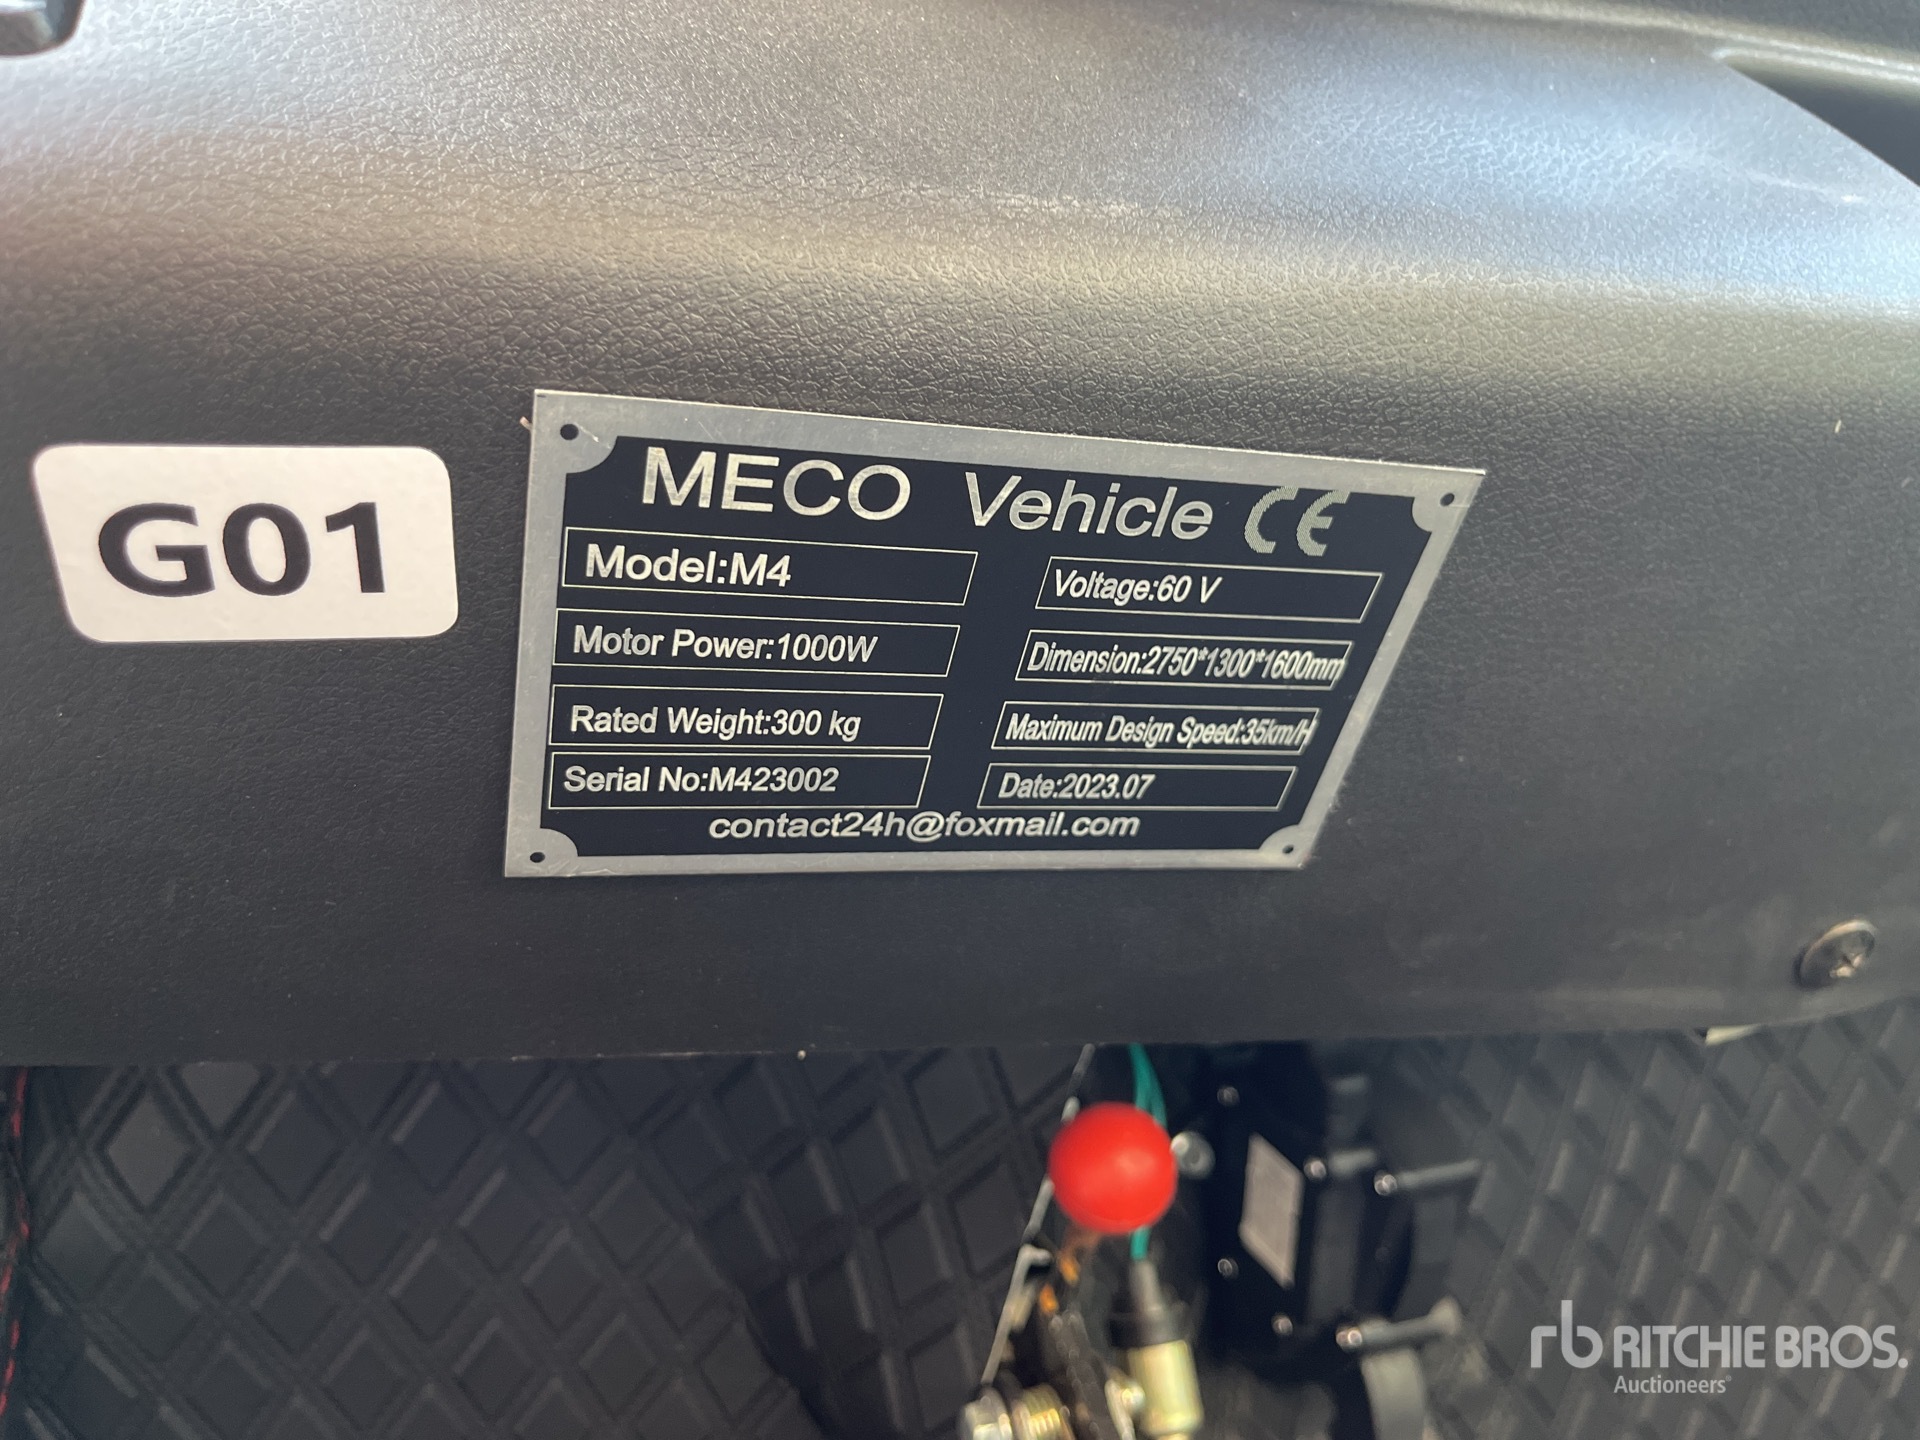 G01
MECO Vehicle CE
Model:M4
Voltage:60 V
Motor Power:1000W
Dimension:2750*1300*1600mm
Rated Weight:300 kg
Maximum Design Speed:35km/H
Serial No:M423002
Date:2023.07
contact24h@foxmail.com
rb RITCHIE BROS.
Auctioneers